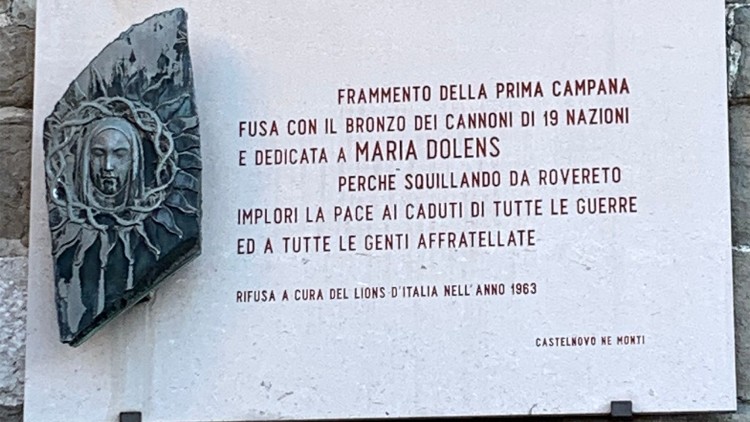 FRAMMENTO DELLA PRIMA CAMPANA
FUSA CON IL BRONZO DEI CANNONI DI 19 NAZIONI
E DEDICATA A MARIA DOLENS
PERCHE SQUILLANDO DA ROVERETO
IMPLORI LA PACE AI CADUTI DI TUTTE LE GUERRE
ED A TUTTE LE GENTI AFFRATELLATE
RIFUSA A CURA DEL LIONS D'ITALIA NELL'ANNO 1963
CASTELNOVO NE MONTI